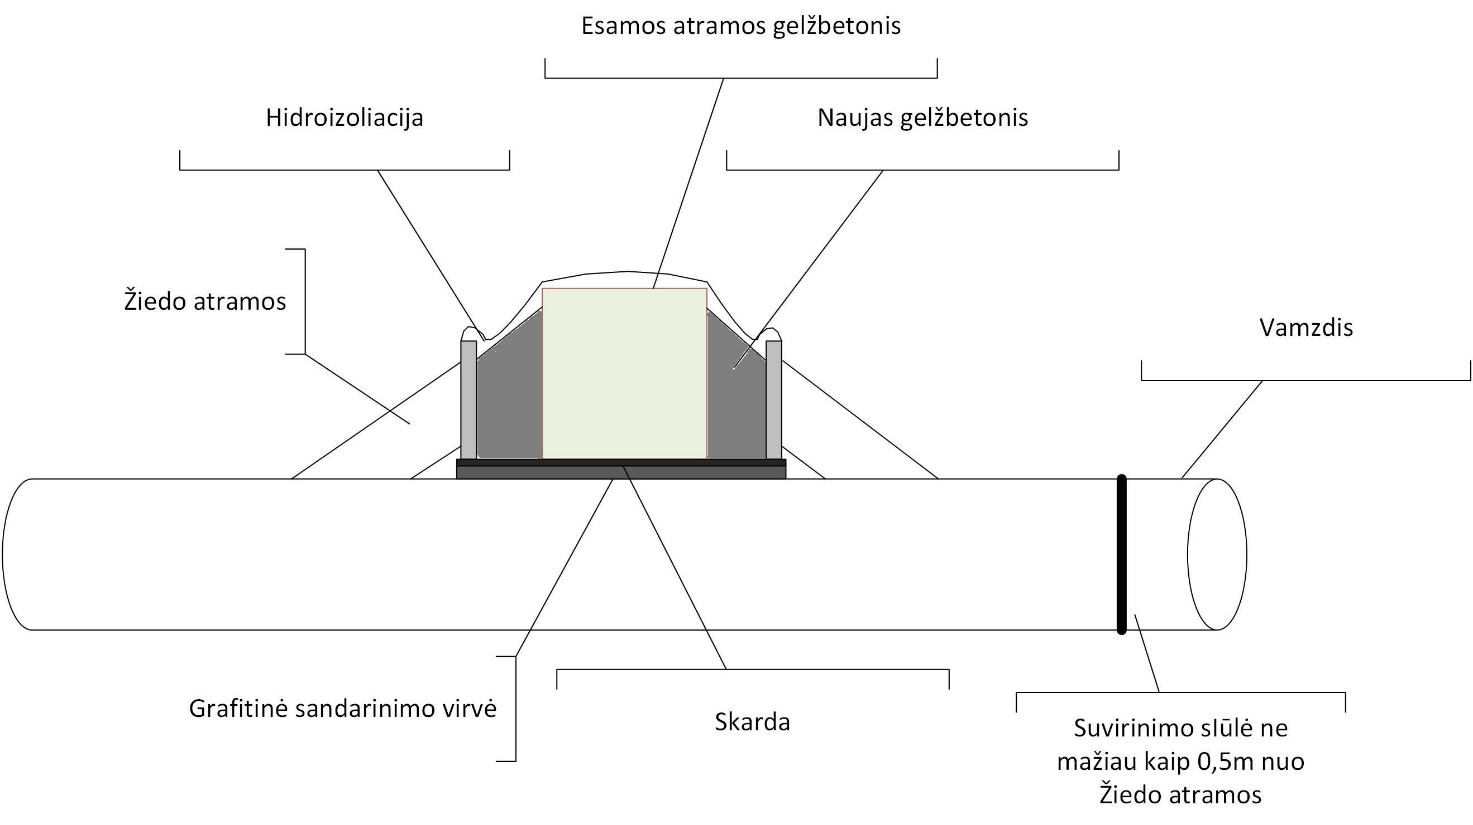 Esamos atramos gelžbetonis
Hidroizoliacija
Naujas gelžbetonis
Žiedo atramos
Vamzdis
Grafitinė sandarinimo virvė
Skarda
Suvirinimo sIūlė ne
mažiau kaip 0,5m nuo
Žiedo atramos